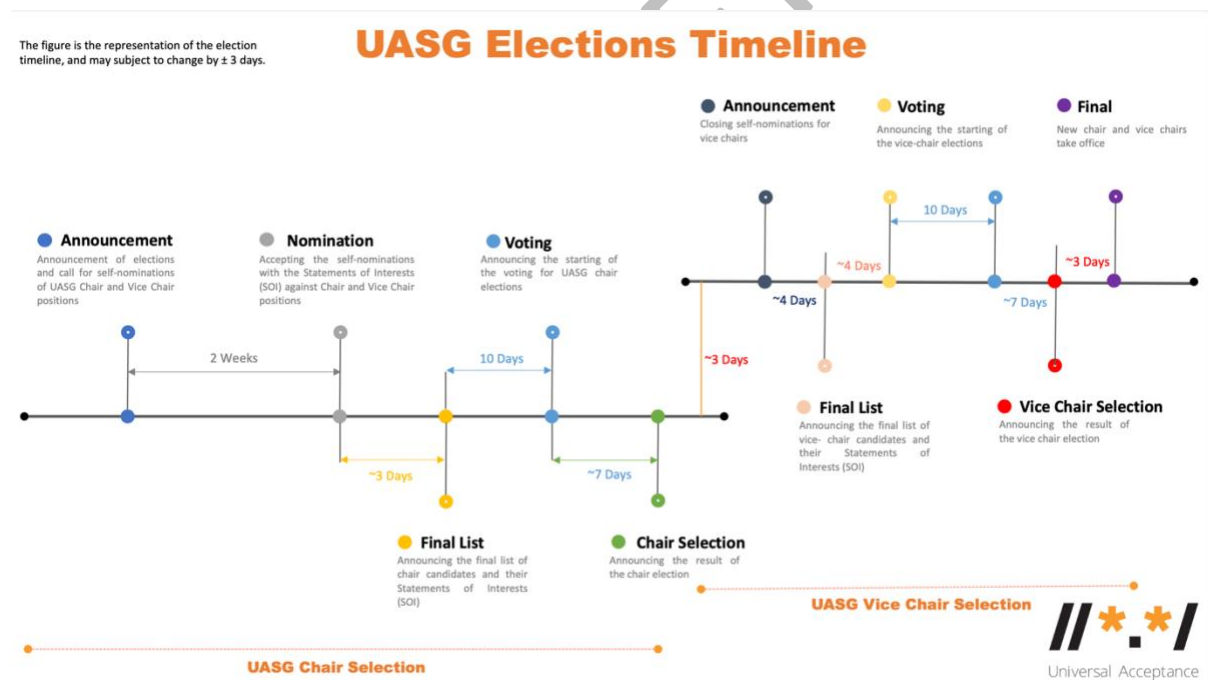 The figure is the representation of the election
timeline, and may subject to change by ± 3 days.
UASG Elections Timeline
Announcement
Closing self-nominations for
vice chairs
Voting
Announcing the starting of
the vice-chair elections
Final
New chair and vice chairs
take office
10 Days
~4 Days
~3 Days
~4 Days
~7 Days
Announcement
Announcement of elections
and call for self-nominations
of UASG Chair and Vice Chair
positions
Nomination
Accepting the self-nominations
with the Statements of Interests
(SOI) against Chair and Vice Chair
positions
Voting
Announcing the starting of
the voting for UASG chair
elections
2 Weeks
10 Days
~3 Days
~3 Days
~7 Days
Final List
Announcing the final list of
vice- chair candidates and
their Statements of
Interests (SOI)
Vice Chair Selection
Announcing the result of
the vice chair election
Final List
Announcing the final list of
chair candidates and their
Statements of Interests
(SOI)
Chair Selection
Announcing the result of
the chair election
UASG Vice Chair Selection
UASG Chair Selection
//*.*/
Universal Acceptance